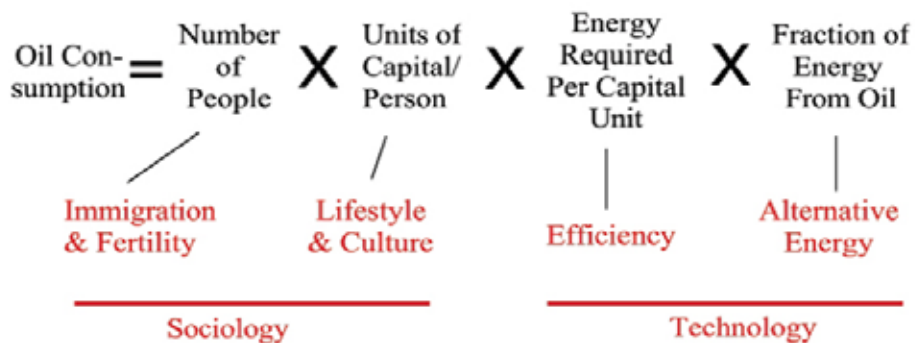 Oil Con-
sumption
=
Number
of
People
X
Units of
Capital/
Person
X
Energy
Required
Per Capital
Unit
X
Fraction of
Energy
From Oil
Immigration
& Fertility
Lifestyle
& Culture
Efficiency
Alternative
Energy
Sociology
Technology